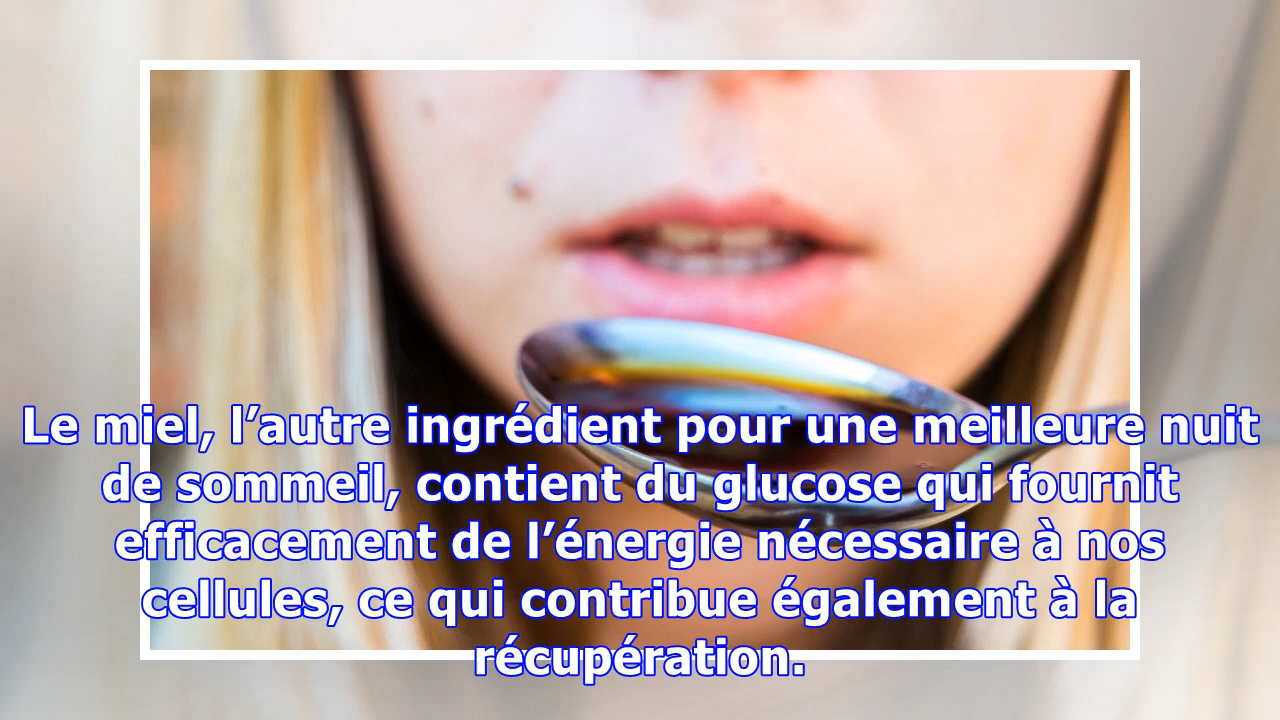 Le miel, l’autre ingrédient pour une meilleure nuit
de sommeil, contient du glucose qui fournit
efficacement de l’énergie nécessaire à nos
cellules, ce qui contribue également à la
récupération.